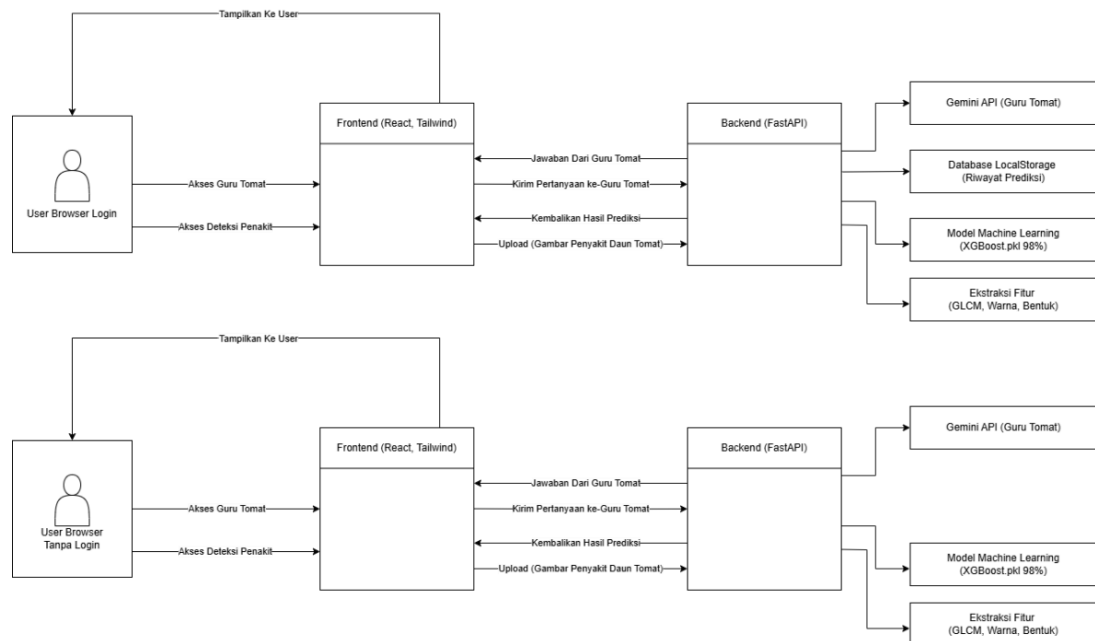 Tampilkan Ke User
User Browser Login
Akses Guru Tomat
Akses Deteksi Penakit
Frontend (React, Tailwind)
Jawaban Dari Guru Tomat
Kirim Pertanyaan ke-Guru Tomat
Kembalikan Hasil Prediksi
Upload (Gambar Penyakit Daun Tomat)
Backend (FastAPI)
Gemini API (Guru Tomat)
Database LocalStorage
(Riwayat Prediksi)
Model Machine Learning
(XGBoost.pkl 98%)
Ekstraksi Fitur
(GLCM, Warna, Bentuk)
Tampilkan Ke User
User Browser
Tanpa Login
Akses Guru Tomat
Akses Deteksi Penakit
Frontend (React, Tailwind)
Jawaban Dari Guru Tomat
Kirim Pertanyaan ke-Guru Tomat
Kembalikan Hasil Prediksi
Upload (Gambar Penyakit Daun Tomat)
Backend (FastAPI)
Gemini API (Guru Tomat)
Model Machine Learning
(XGBoost.pkl 98%)
Ekstraksi Fitur
(GLCM, Warna, Bentuk)